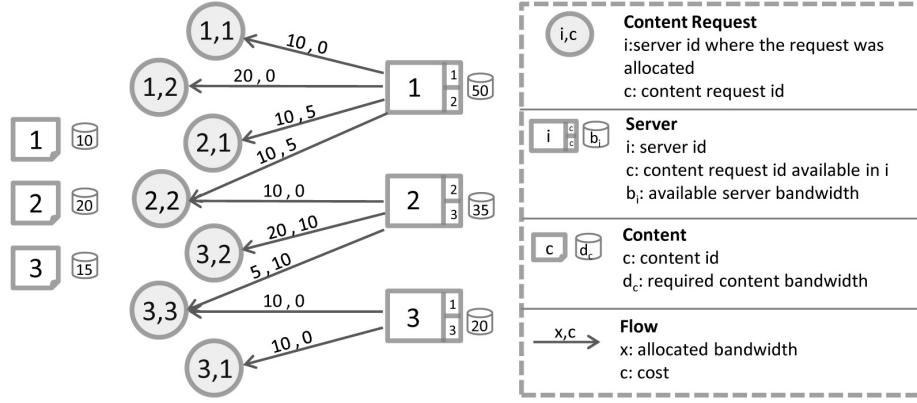 1,1
10,0
1,2
20,0
1
1
2
50
10,5
2,1
10,5
1
10
2,2
10,0
2
2
3
35
2
20
20,10
3,2
5,10
3
15
3,3
10,0
3
1
3
20
10,0
3,1
i,c
Content Request
i:server id where the request was
allocated
c: content request id
i
c
c
bi
Server
i: server id
c: content request id available in i
bi: available server bandwidth
c
dc
Content
c: content id
dc: required content bandwidth
x,c
Flow
x: allocated bandwidth
c: cost